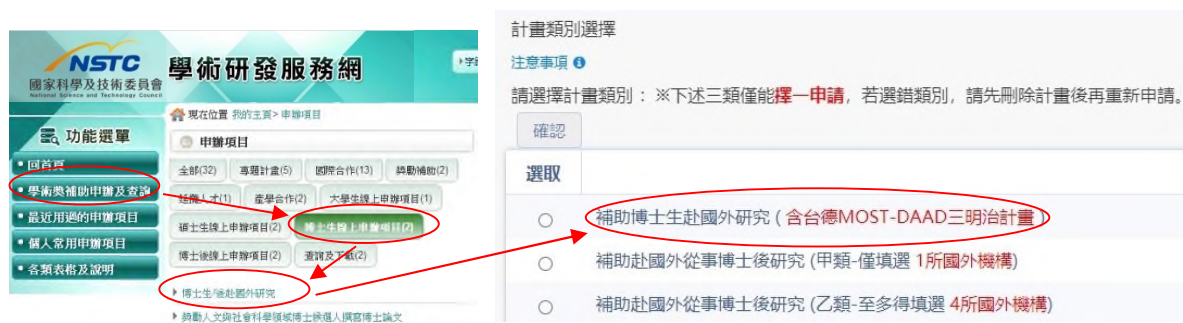 NSTC
國家科學及技術委員會
National Science and Technology Council
學術研發服務網
現在位置 我的主頁> 申辦項目
功能選單
回首頁
學術獎補助申辦及查詢
最近用過的申辦項目
個人常用申辦項目
各類表格及說明
申辦項目
全部(32) 專題計畫(5) 國際合作(13) 獎勵補助(2)
延攬人才(1) 產學合作(2) 大學生線上申辦項目(1)
碩士生線上申辦項目(2) 博士生線上申辦項目(2)
博士後線上申辦項目(2) 查詢及下載(2)
博士生/後赴國外研究
獎勵人文與社會科學領域博士候選人撰寫博士論文
計畫類別選擇
注意事項
請選擇計畫類別：※下述三類僅能擇一申請，若選錯類別，請先刪除計畫後再重新申請。
確認
選取
補助博士生赴國外研究 ( 含台德MOST-DAAD三明治計畫 )
補助赴國外從事博士後研究 (甲類-僅填選 1所國外機構)
補助赴國外從事博士後研究 (乙類-至多得填選 4所國外機構)